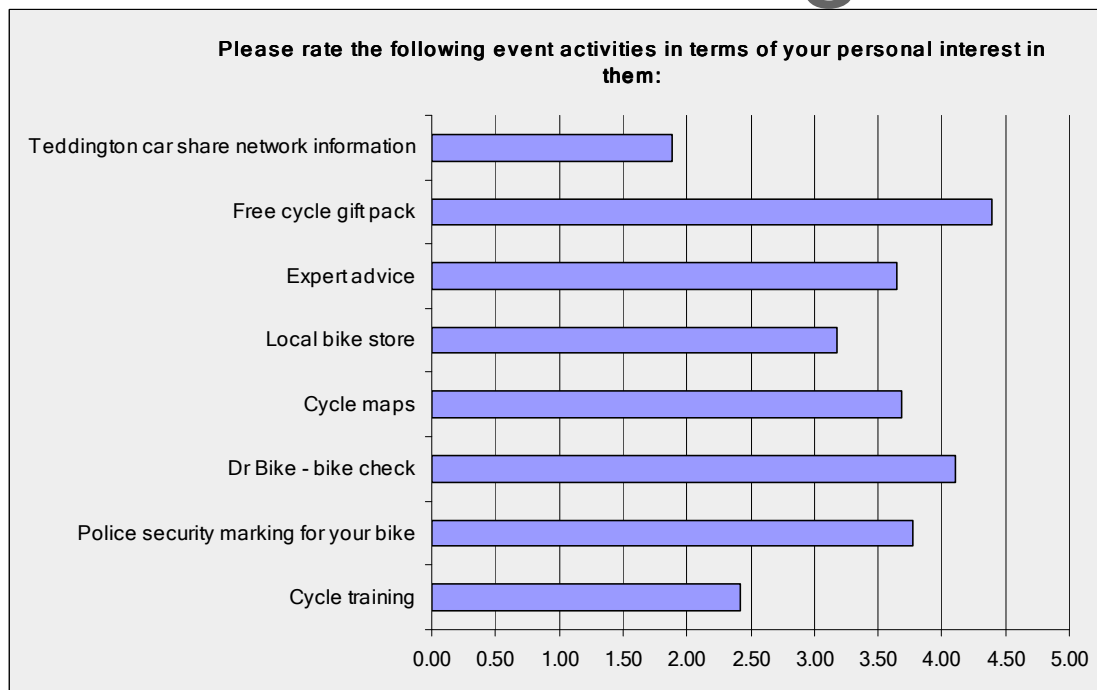 Please rate the following event activities in terms of your personal interest in
them:
Teddington car share network information
Free cycle gift pack
Expert advice
Local bike store
Cycle maps
Dr Bike - bike check
Police security marking for your bike
Cycle training
0.00 0.50 1.00 1.50 2.00 2.50 3.00 3.50 4.00 4.50 5.00